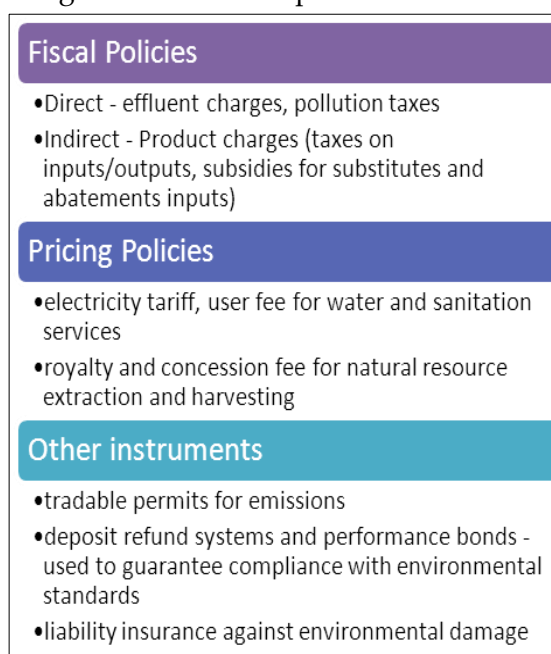 Fiscal Policies
•Direct - effluent charges, pollution taxes
•Indirect - Product charges (taxes on
inputs/outputs, subsidies for substitutes and
abatements inputs)
Pricing Policies
•electricity tariff, user fee for water and sanitation
services
•royalty and concession fee for natural resource
extraction and harvesting
Other instruments
•tradable permits for emissions
•deposit refund systems and performance bonds -
used to guarantee compliance with environmental
standards
•liability insurance against environmental damage